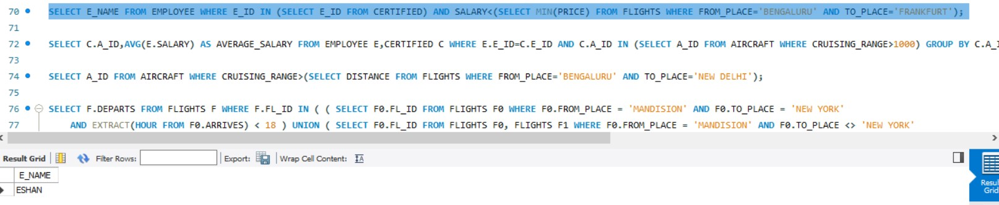 70 SELECT E_NAME FROM EMPLOYEE WHERE E_ID IN (SELECT E_ID FROM CERTIFIED) AND SALARY<(SELECT MIN(PRICE) FROM FLIGHTS WHERE FROM_PLACE='BENGALURU' AND TO_PLACE='FRANKFURT');
71
72 SELECT C.A_ID,AVG(E.SALARY) AS AVERAGE_SALARY FROM EMPLOYEE E,CERTIFIED C WHERE E.E_ID=C.E_ID AND C.A_ID IN (SELECT A_ID FROM AIRCRAFT WHERE CRUISING_RANGE>1000) GROUP BY C.A_I
73
74 SELECT A_ID FROM AIRCRAFT WHERE CRUISING_RANGE>(SELECT DISTANCE FROM FLIGHTS WHERE FROM_PLACE='BENGALURU' AND TO_PLACE='NEW DELHI');
75
76 SELECT F.DEPARTS FROM FLIGHTS F WHERE F.FL_ID IN ( ( SELECT F0.FL_ID FROM FLIGHTS F0 WHERE F0.FROM_PLACE = 'MANDISION' AND F0.TO_PLACE = 'NEW YORK'
77 AND EXTRACT(HOUR FROM F0.ARRIVES) < 18 ) UNION ( SELECT F0.FL_ID FROM FLIGHTS F0, FLIGHTS F1 WHERE F0.FROM_PLACE = 'MANDISION' AND F0.TO_PLACE <> 'NEW YORK'
Result Grid Filter Rows: Export: Wrap Cell Content:
E_NAME
ESHAN
Result
Grid